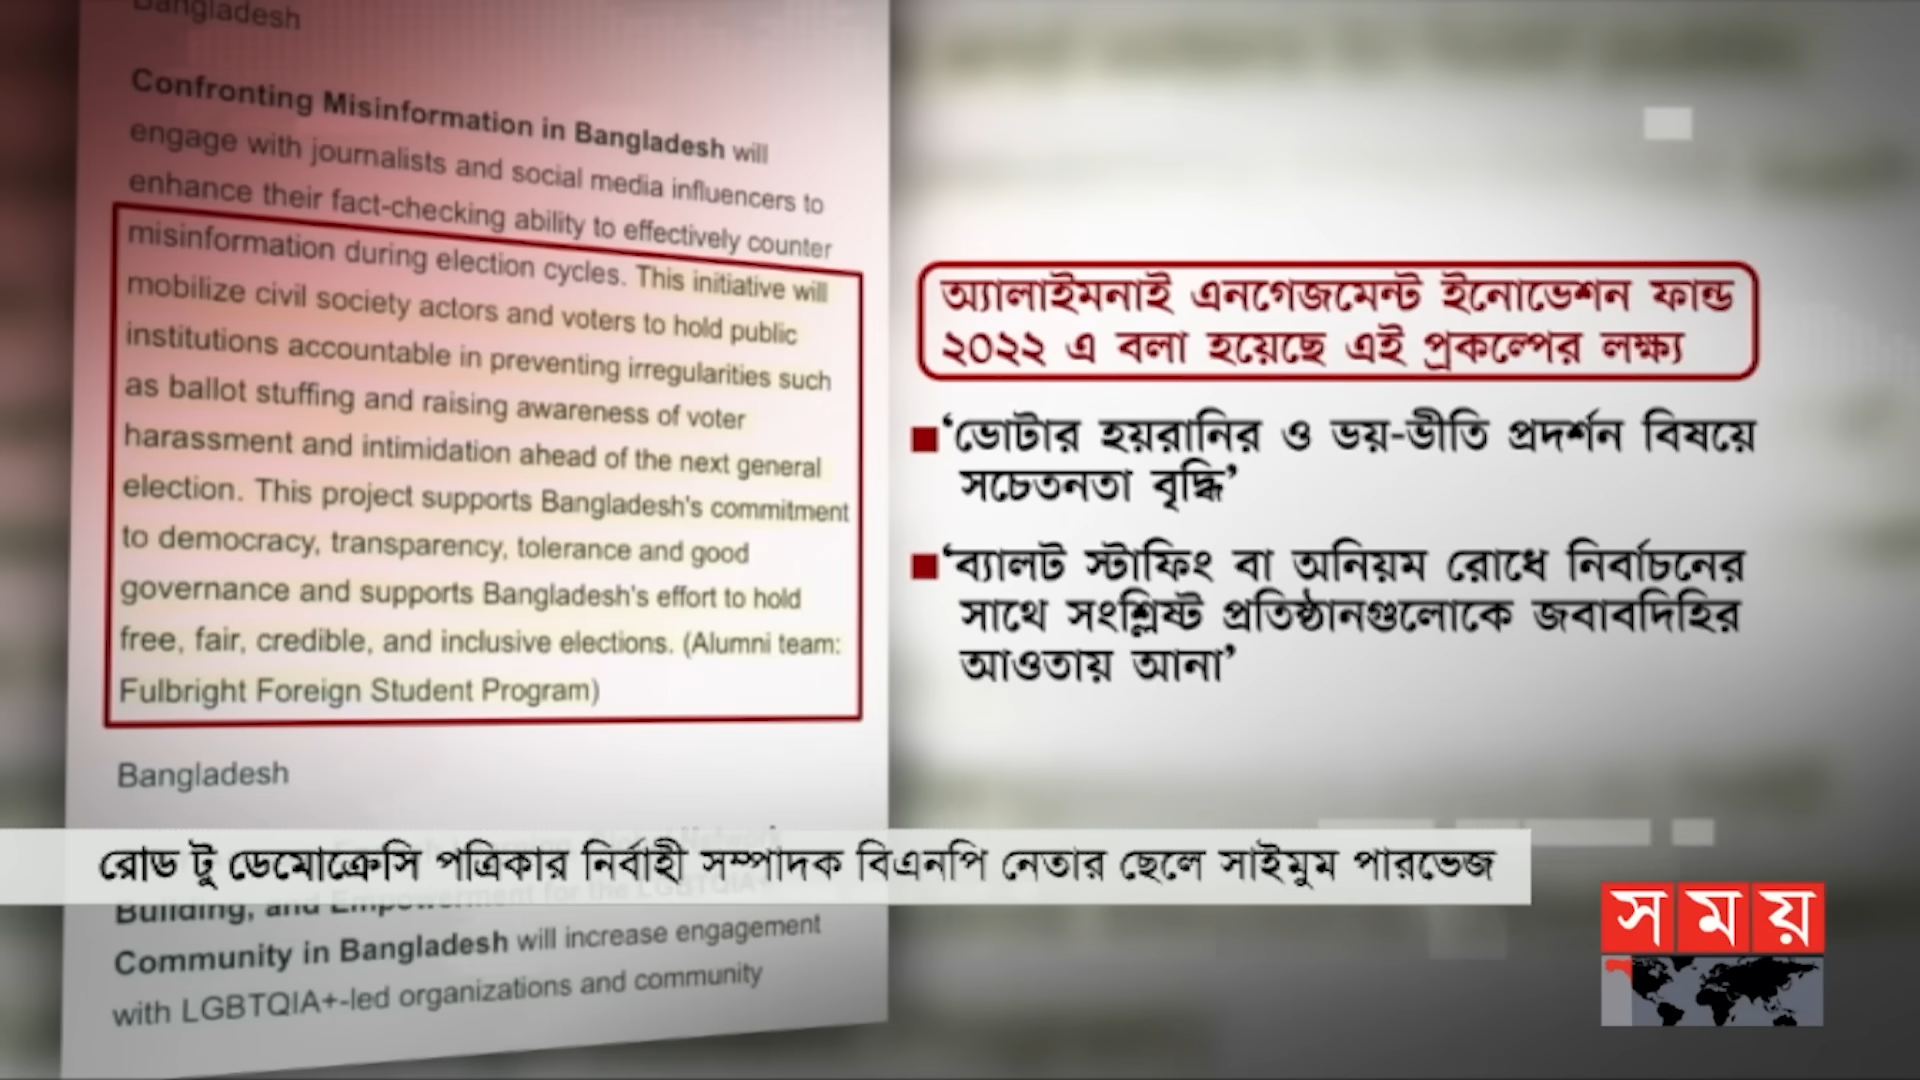 Bangladesh
Confronting Misinformation in Bangladesh will
engage with journalists and social media influencers to
enhance their fact-checking ability to effectively counter
misinformation during election cycles. This initiative will
mobilize civil society actors and voters to hold public
institutions accountable in preventing irregularities such
as ballot stuffing and raising awareness of voter
harassment and intimidation ahead of the next general
election. This project supports Bangladesh's commitment
to democracy, transparency, tolerance and good
governance and supports Bangladesh's effort to hold
free, fair, credible, and inclusive elections. (Alumni team:
Fulbright Foreign Student Program)
Bangladesh
Building, and Empowerment for the LGBTQIA+
Community in Bangladesh will increase engagement
with LGBTQIA+-led organizations and community
অ্যালাইমনাই এনগেজমেন্ট ইনোভেশন ফান্ড
২০২২ এ বলা হয়েছে এই প্রকল্পের লক্ষ্য
‘ভোটার হয়রানির ও ভয়-ভীতি প্রদর্শন বিষয়ে
সচেতনতা বৃদ্ধি’
‘ব্যালট স্টাফিং বা অনিয়ম রোধে নির্বাচনের
সাথে সংশ্লিষ্ট প্রতিষ্ঠানগুলোকে জবাবদিহির
আওতায় আনা’
রোড টু ডেমোক্রেসি পত্রিকার নির্বাহী সম্পাদক বিএনপি নেতার ছেলে সাইমুম পারভেজ
সময়